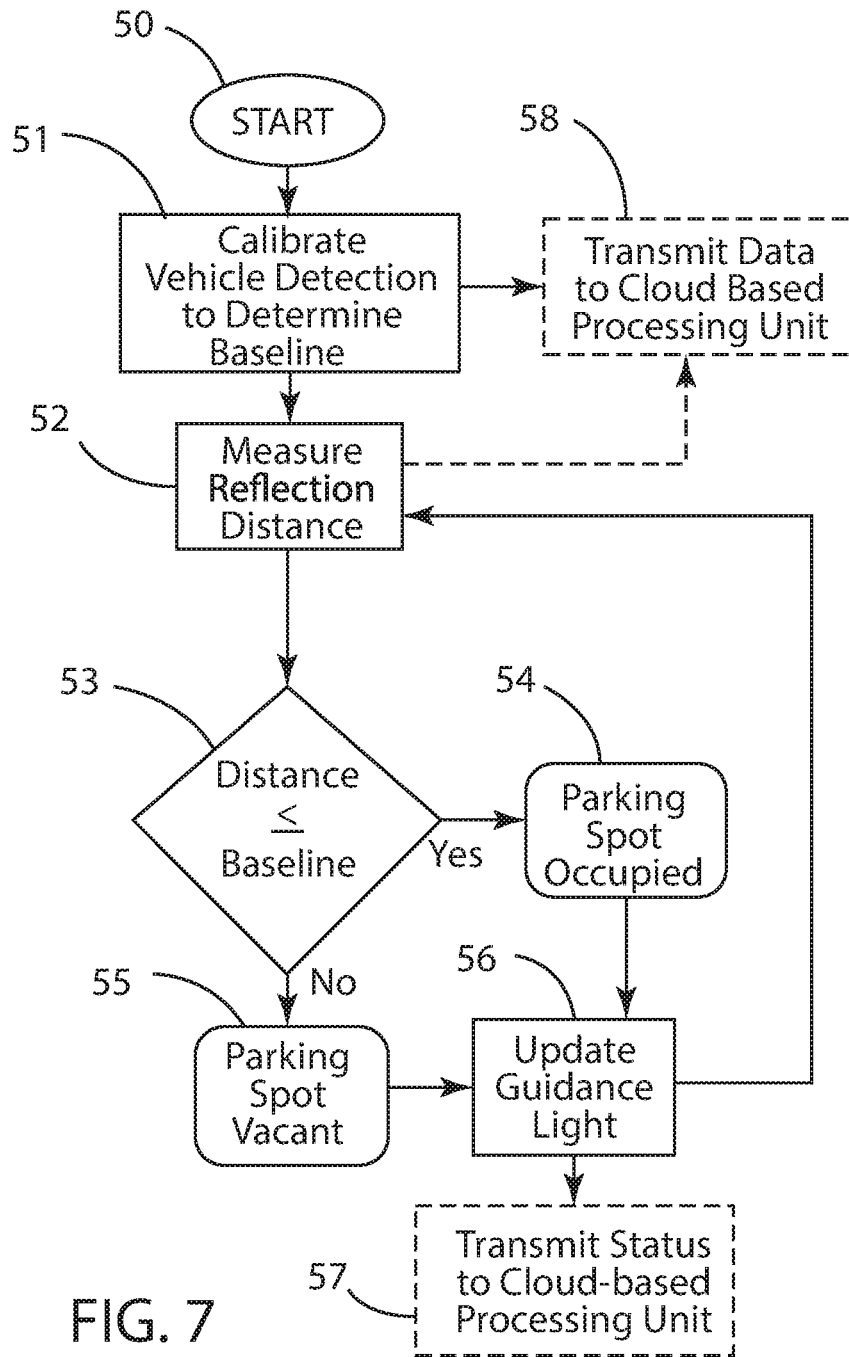 50
START
51
58
Calibrate
Vehicle Detection
to Determine
Baseline
Transmit Data
to Cloud Based
Processing Unit
52
Measure
Reflection
Distance
53
54
Distance
≤
Baseline
Yes
Parking
Spot
Occupied
No
55
56
Parking
Spot
Vacant
Update
Guidance
Light
57
Transmit Status
to Cloud-based
Processing Unit
FIG. 7